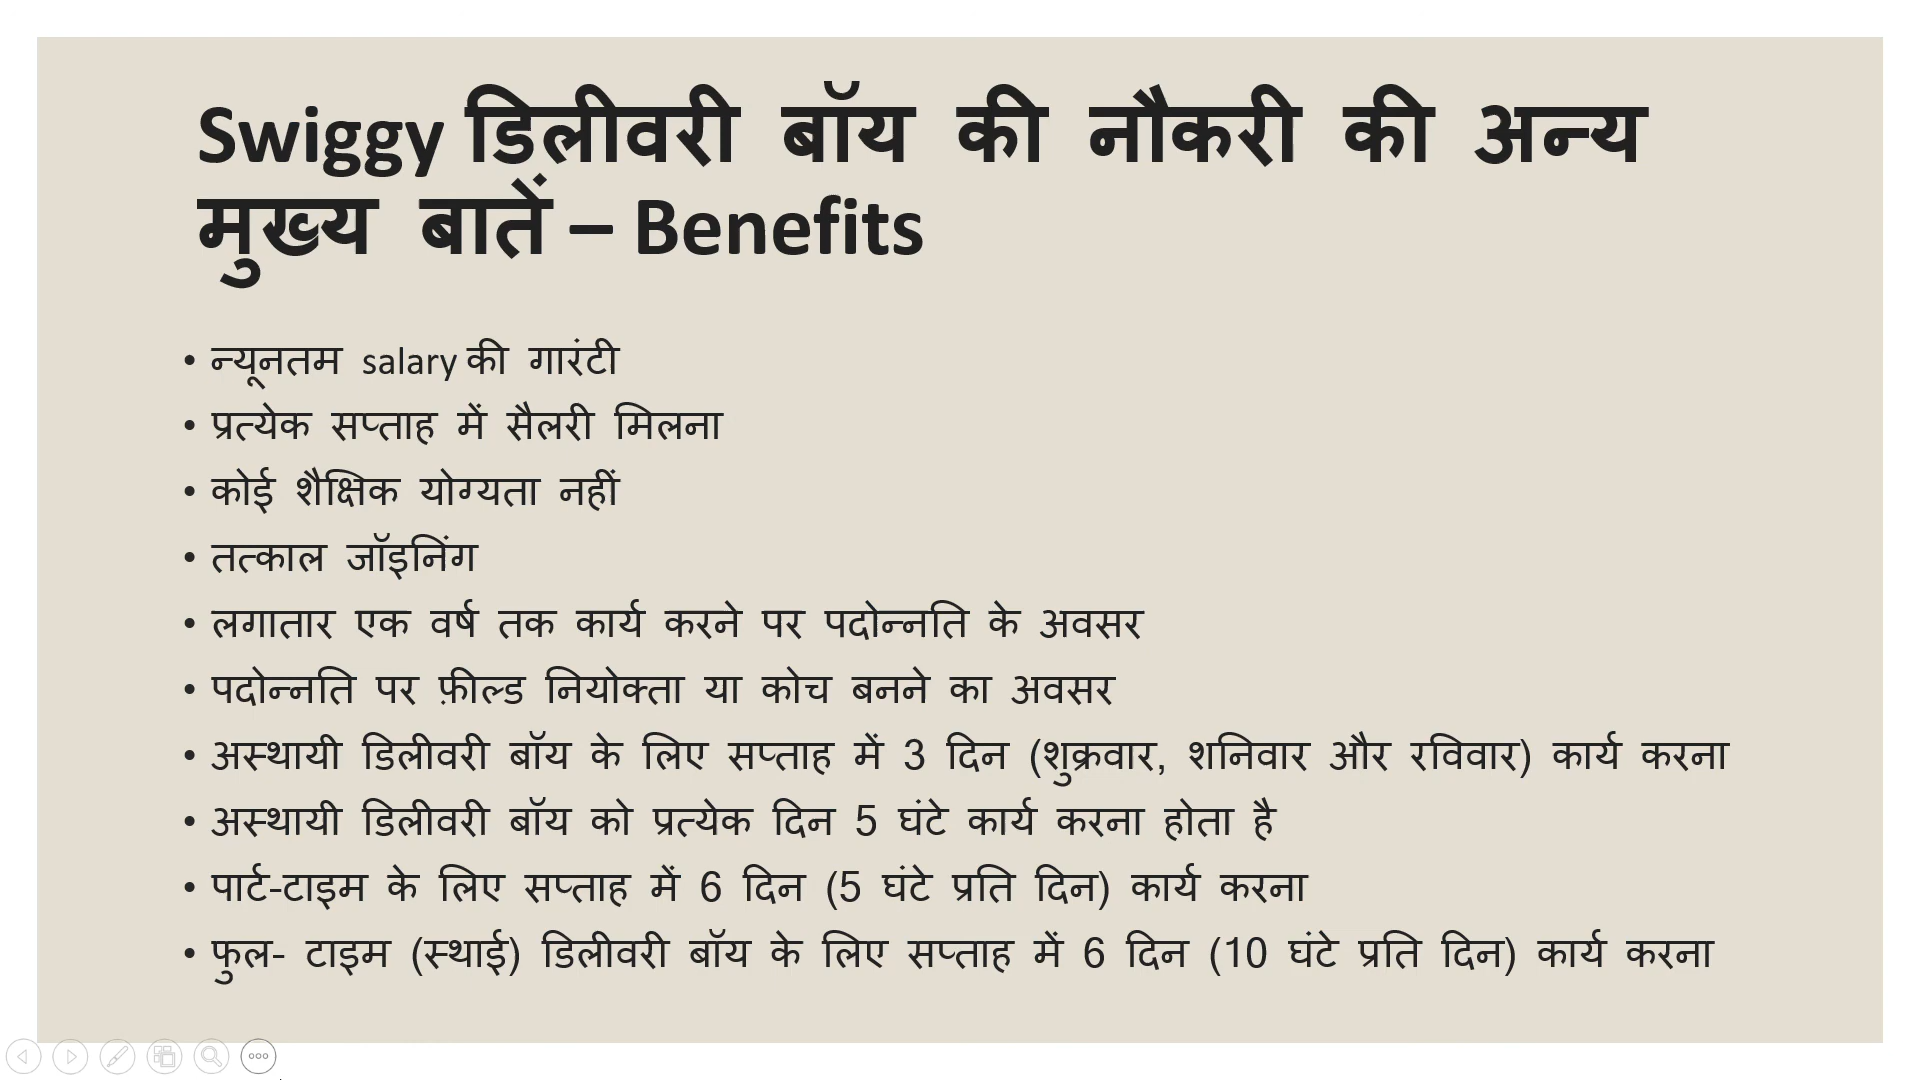 Swiggy डिलीवरी बॉय की नौकरी की अन्य
मुख्य बातें – Benefits
• न्यूनतम salary की गारंटी
• प्रत्येक सप्ताह में सैलरी मिलना
• कोई शैक्षिक योग्यता नहीं
• तत्काल जॉइनिंग
• लगातार एक वर्ष तक कार्य करने पर पदोन्नति के अवसर
• पदोन्नति पर फ़ील्ड नियोक्ता या कोच बनने का अवसर
• अस्थायी डिलीवरी बॉय के लिए सप्ताह में 3 दिन (शुक्रवार, शनिवार और रविवार) कार्य करना
• अस्थायी डिलीवरी बॉय को प्रत्येक दिन 5 घंटे कार्य करना होता है
• पार्ट-टाइम के लिए सप्ताह में 6 दिन (5 घंटे प्रति दिन) कार्य करना
• फुल- टाइम (स्थाई) डिलीवरी बॉय के लिए सप्ताह में 6 दिन (10 घंटे प्रति दिन) कार्य करना